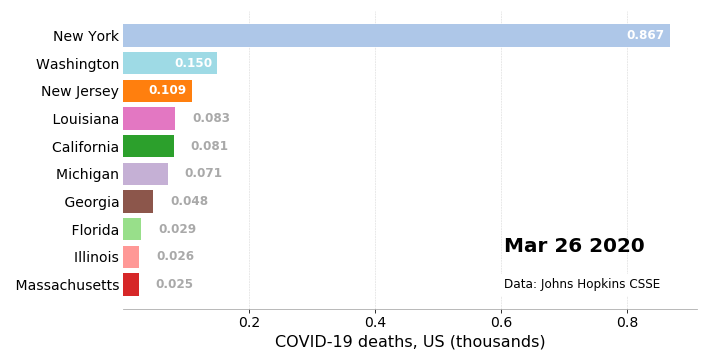 New York 0.867
Washington 0.150
New Jersey 0.109
Louisiana 0.083
California 0.081
Michigan 0.071
Georgia 0.048
Florida 0.029
Mar 26 2020
Illinois 0.026
Massachusetts 0.025
Data: Johns Hopkins CSSE
0.2 0.4 0.6 0.8
COVID-19 deaths, US (thousands)